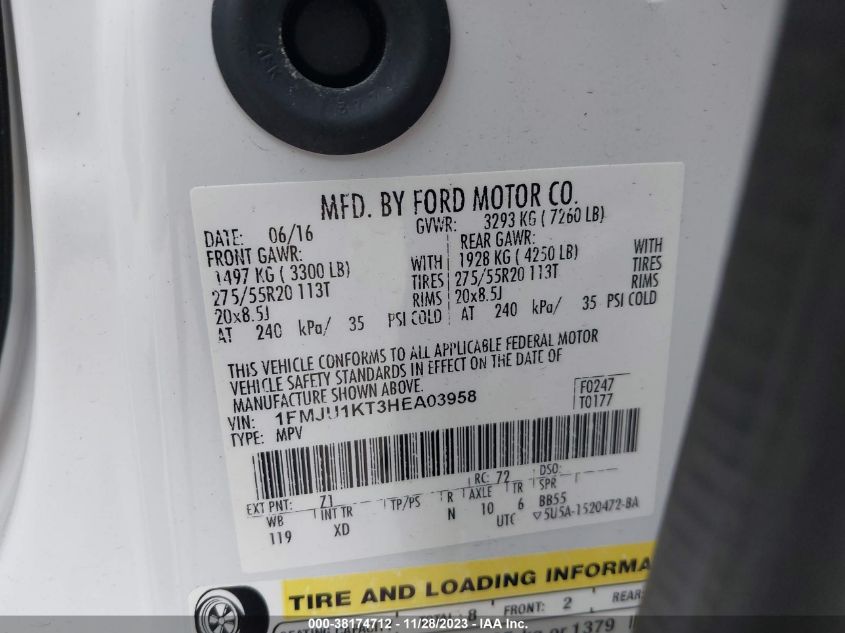 MFD. BY FORD MOTOR CO.
DATE: 06/16 GVWR: 3293 KG ( 7260 LB)
FRONT GAWR: REAR GAWR:
1497 KG ( 3300 LB) WITH 1928 KG ( 4250 LB) WITH
275/55R20 113T TIRES 275/55R20 113T TIRES
20x8.5J RIMS 20x8.5J RIMS
AT 240 kPa/ 35 PSI COLD AT 240 kPa/ 35 PSI COLD
THIS VEHICLE CONFORMS TO ALL APPLICABLE FEDERAL MOTOR
VEHICLE SAFETY STANDARDS IN EFFECT ON THE DATE OF
MANUFACTURE SHOWN ABOVE.
VIN: 1FMJU1KT3HEA03958 F0247
TYPE: MPV T0177
EXT PNT: Z1 RC: 72 DSO:
WB INT TR TP/PS R AXLE TR SPR
119 XD N 10 6 BB55
UTC ▽5U5A-1520472-BA
TIRE AND LOADING INFORMA
8 FRONT: 2 REAR:
or 1379
000-38174712 - 11/28/2023 - IAA Inc.